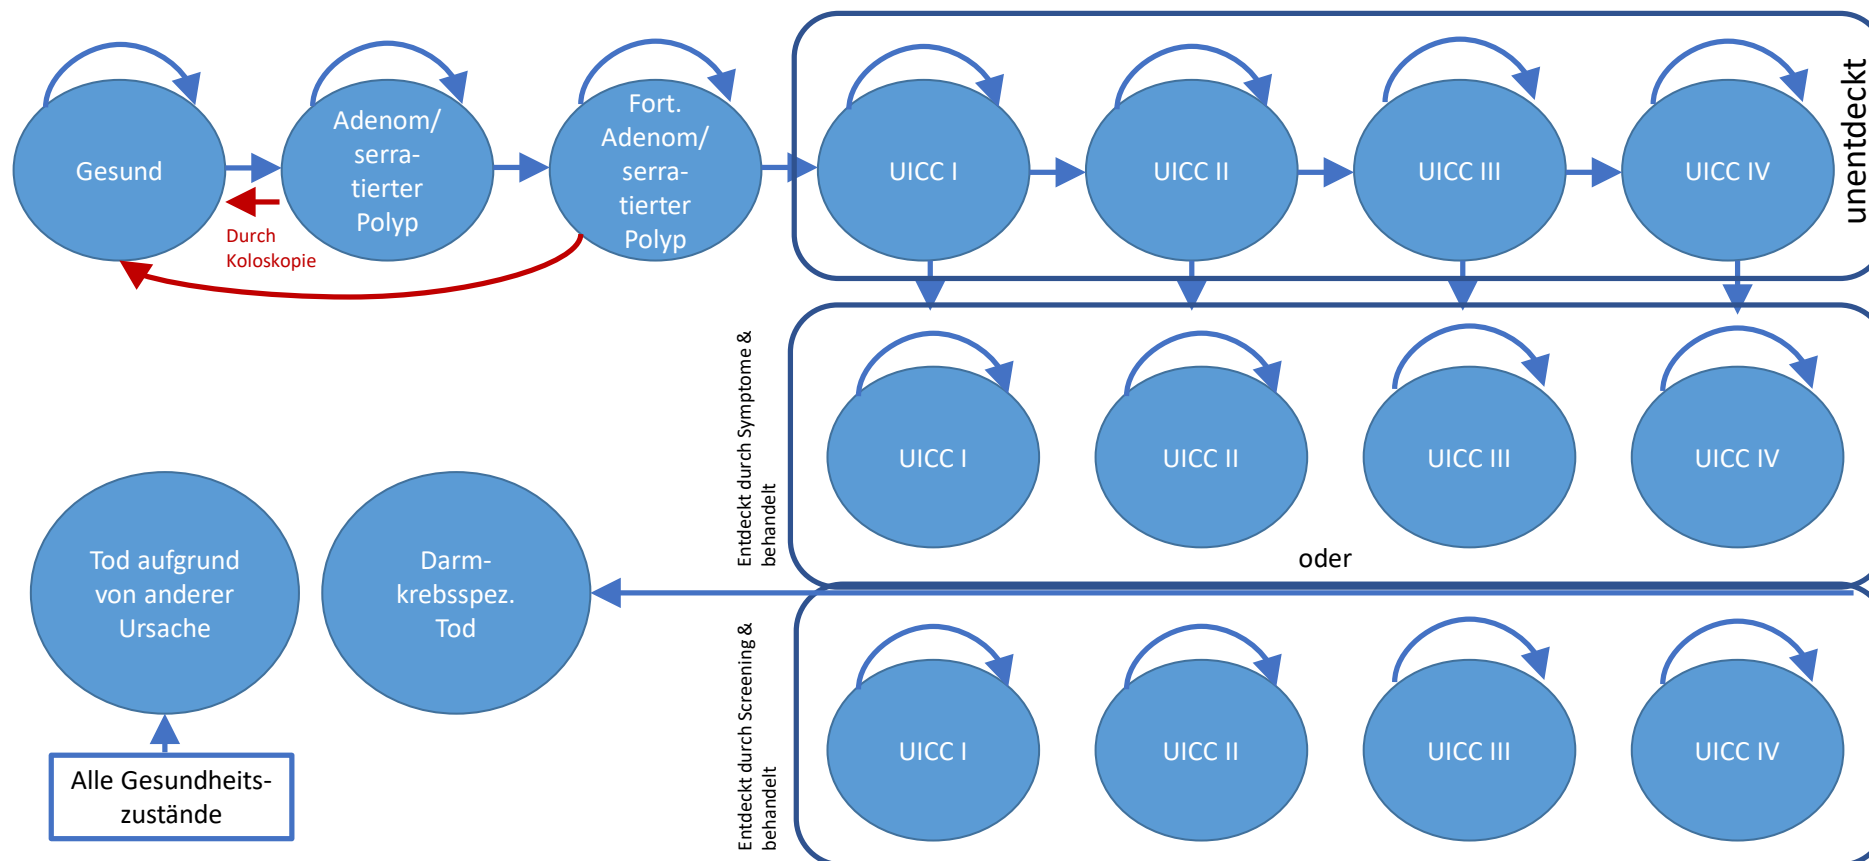 Gesund
Adenom/
serra-
tierter
Polyp
Fort.
Adenom/
serra-
tierter
Polyp
UICC I
UICC II
UICC III
UICC IV
unentdeckt
Durch
Koloskopie
Entdeckt durch Symptome &
behandelt
UICC I
UICC II
UICC III
UICC IV
oder
Tod aufgrund
von anderer
Ursache
Darm-
krebsspez.
Tod
Entdeckt durch Screening &
behandelt
UICC I
UICC II
UICC III
UICC IV
Alle Gesundheits-
zustände